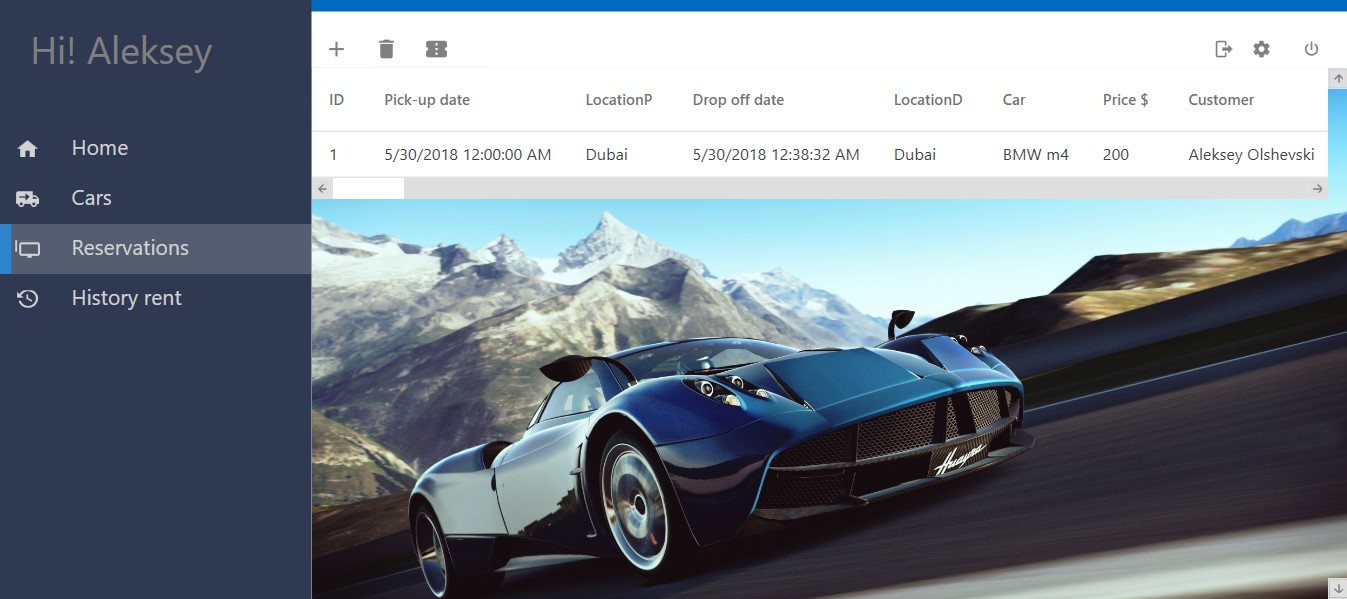 Hi! Aleksey
Home
Cars
Reservations
History rent
ID Pick-up date LocationP Drop off date LocationD Car Price $ Customer
1 5/30/2018 12:00:00 AM Dubai 5/30/2018 12:38:32 AM Dubai BMW m4 200 Aleksey Olshevski
Huayra